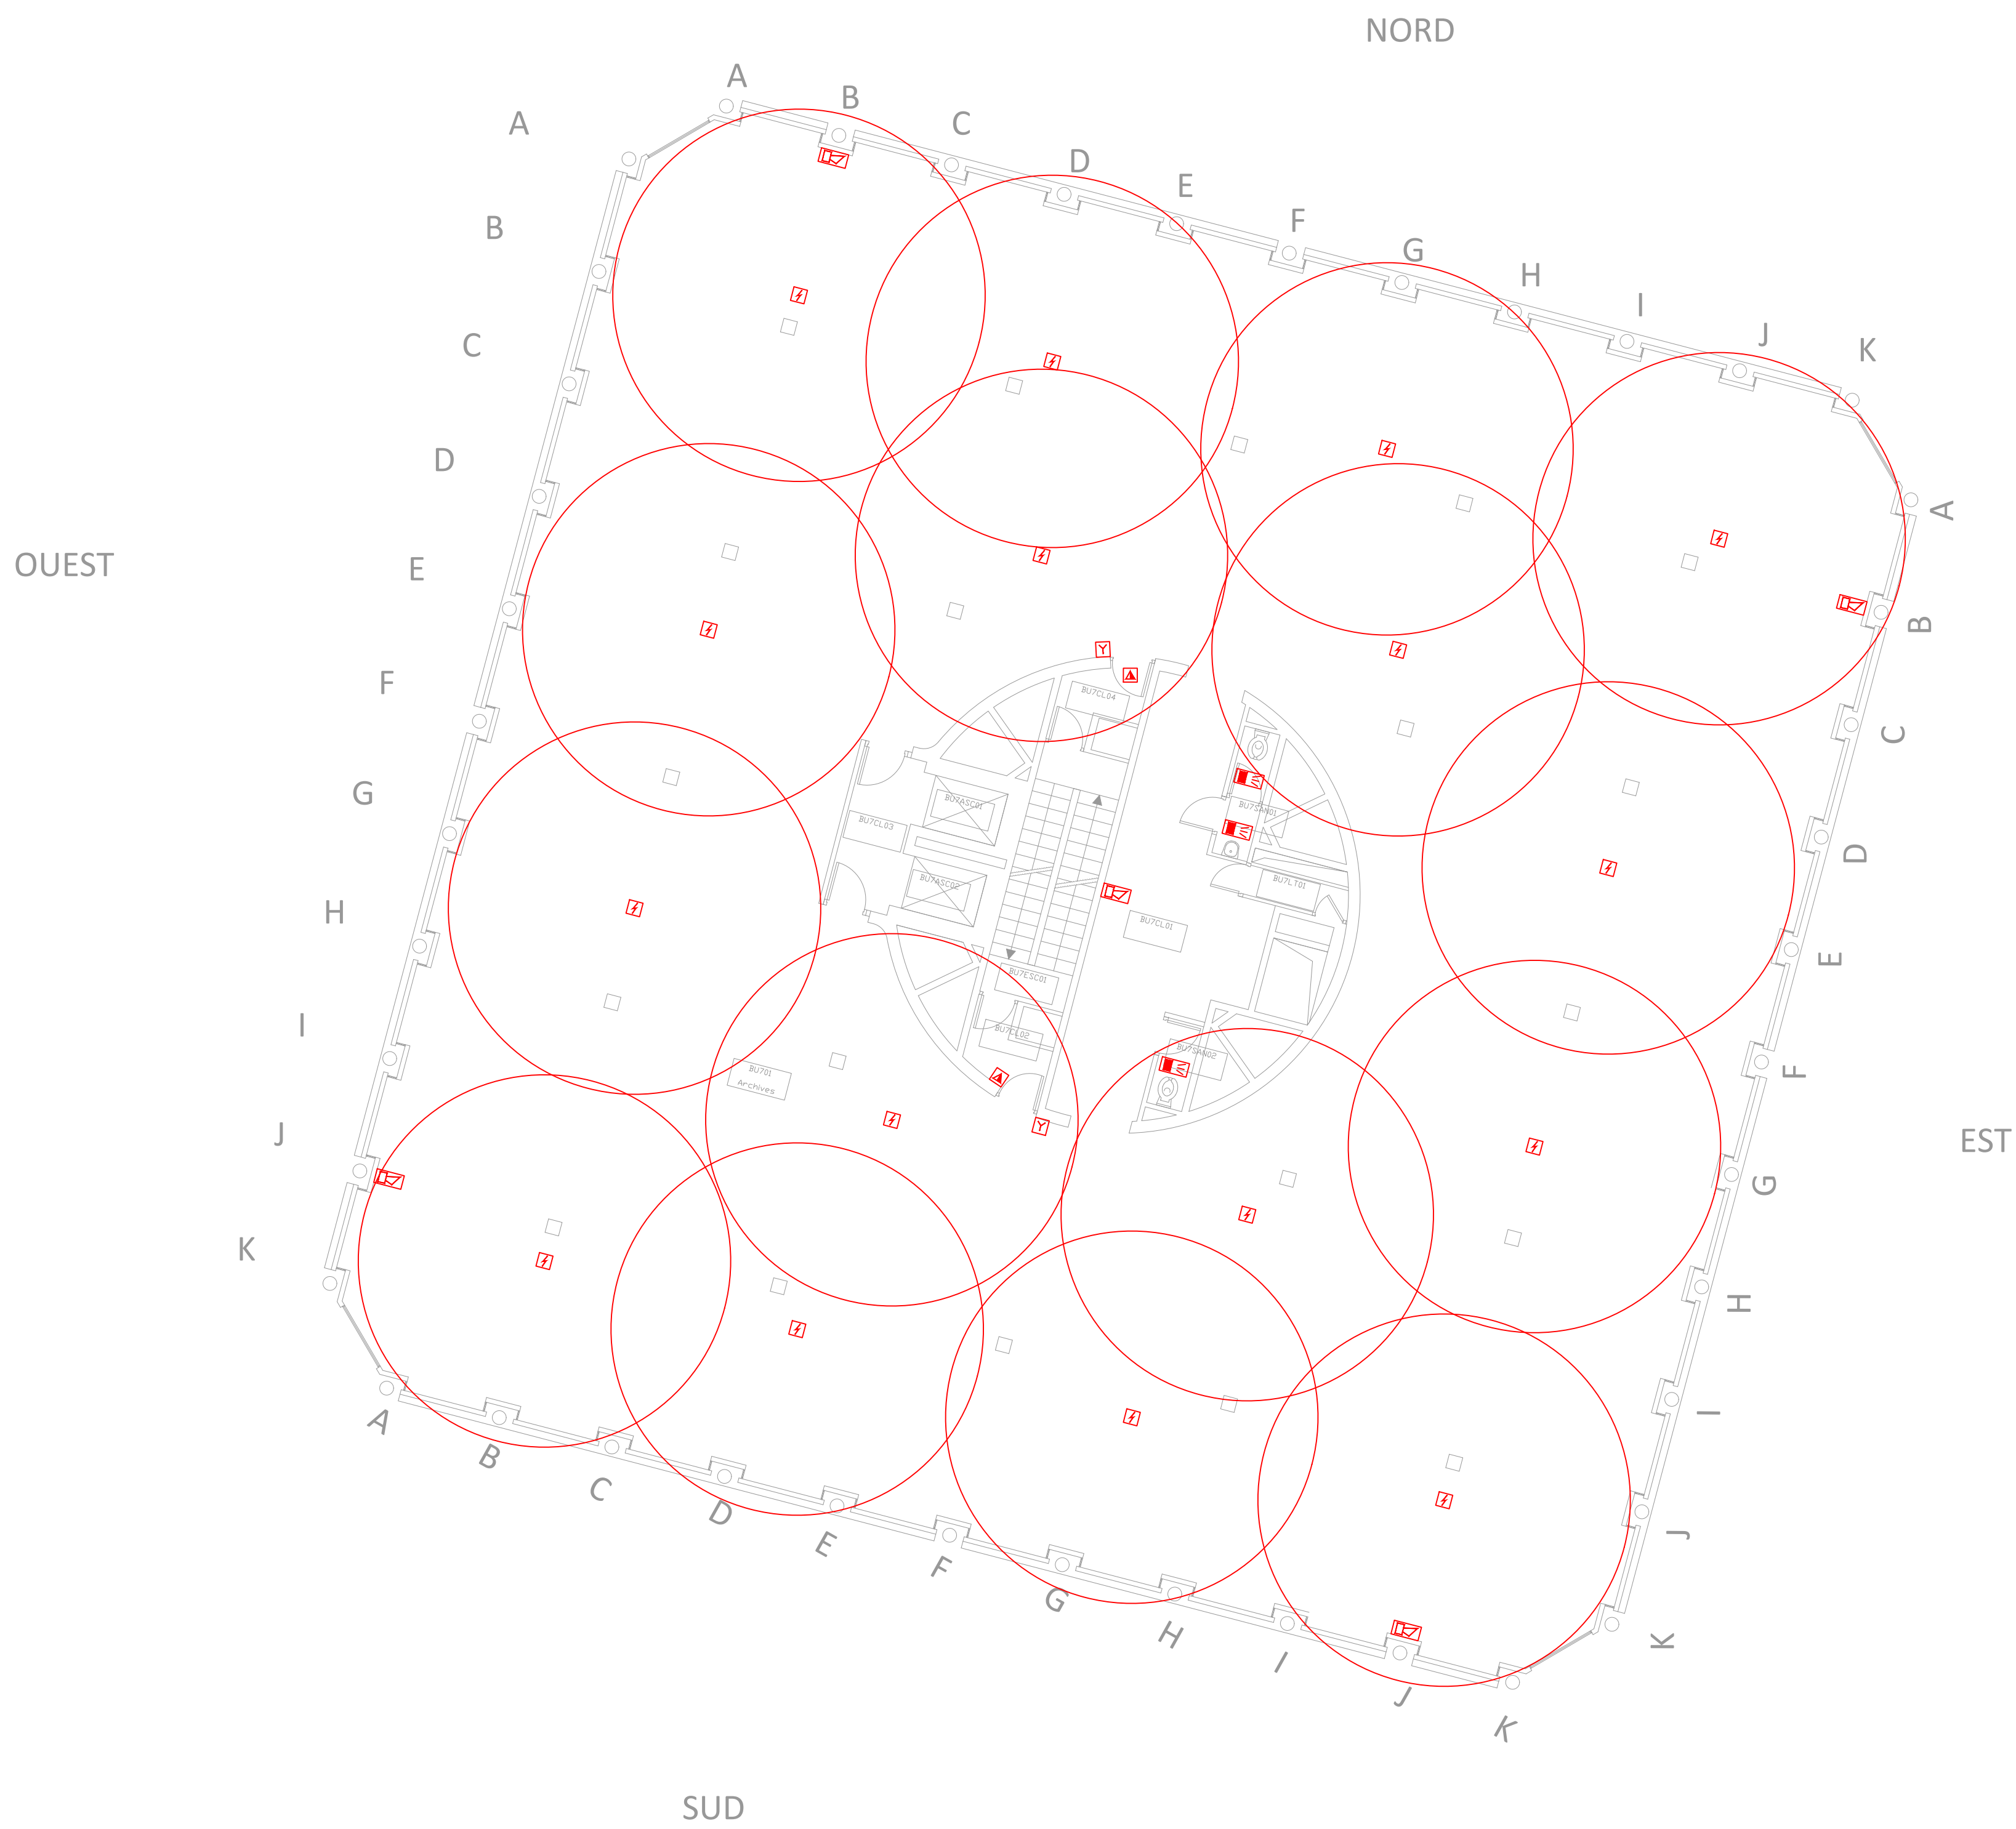 NORD
A
B
C
D
E
F
G
H
I
J
K
A
B
C
D
E
F
G
H
I
J
K
OUEST
A
B
C
D
E
F
G
H
I
J
K
EST
BU7CL04
BU7ASC01
BU7SAN01
BU7CL03
BU7ASC02
BU7LT01
BU7CL01
BU7ESC01
BU7CL02
BU7SAN02
BU701
Archives
Y
Y
A
B
C
D
E
F
G
H
I
J
K
SUD